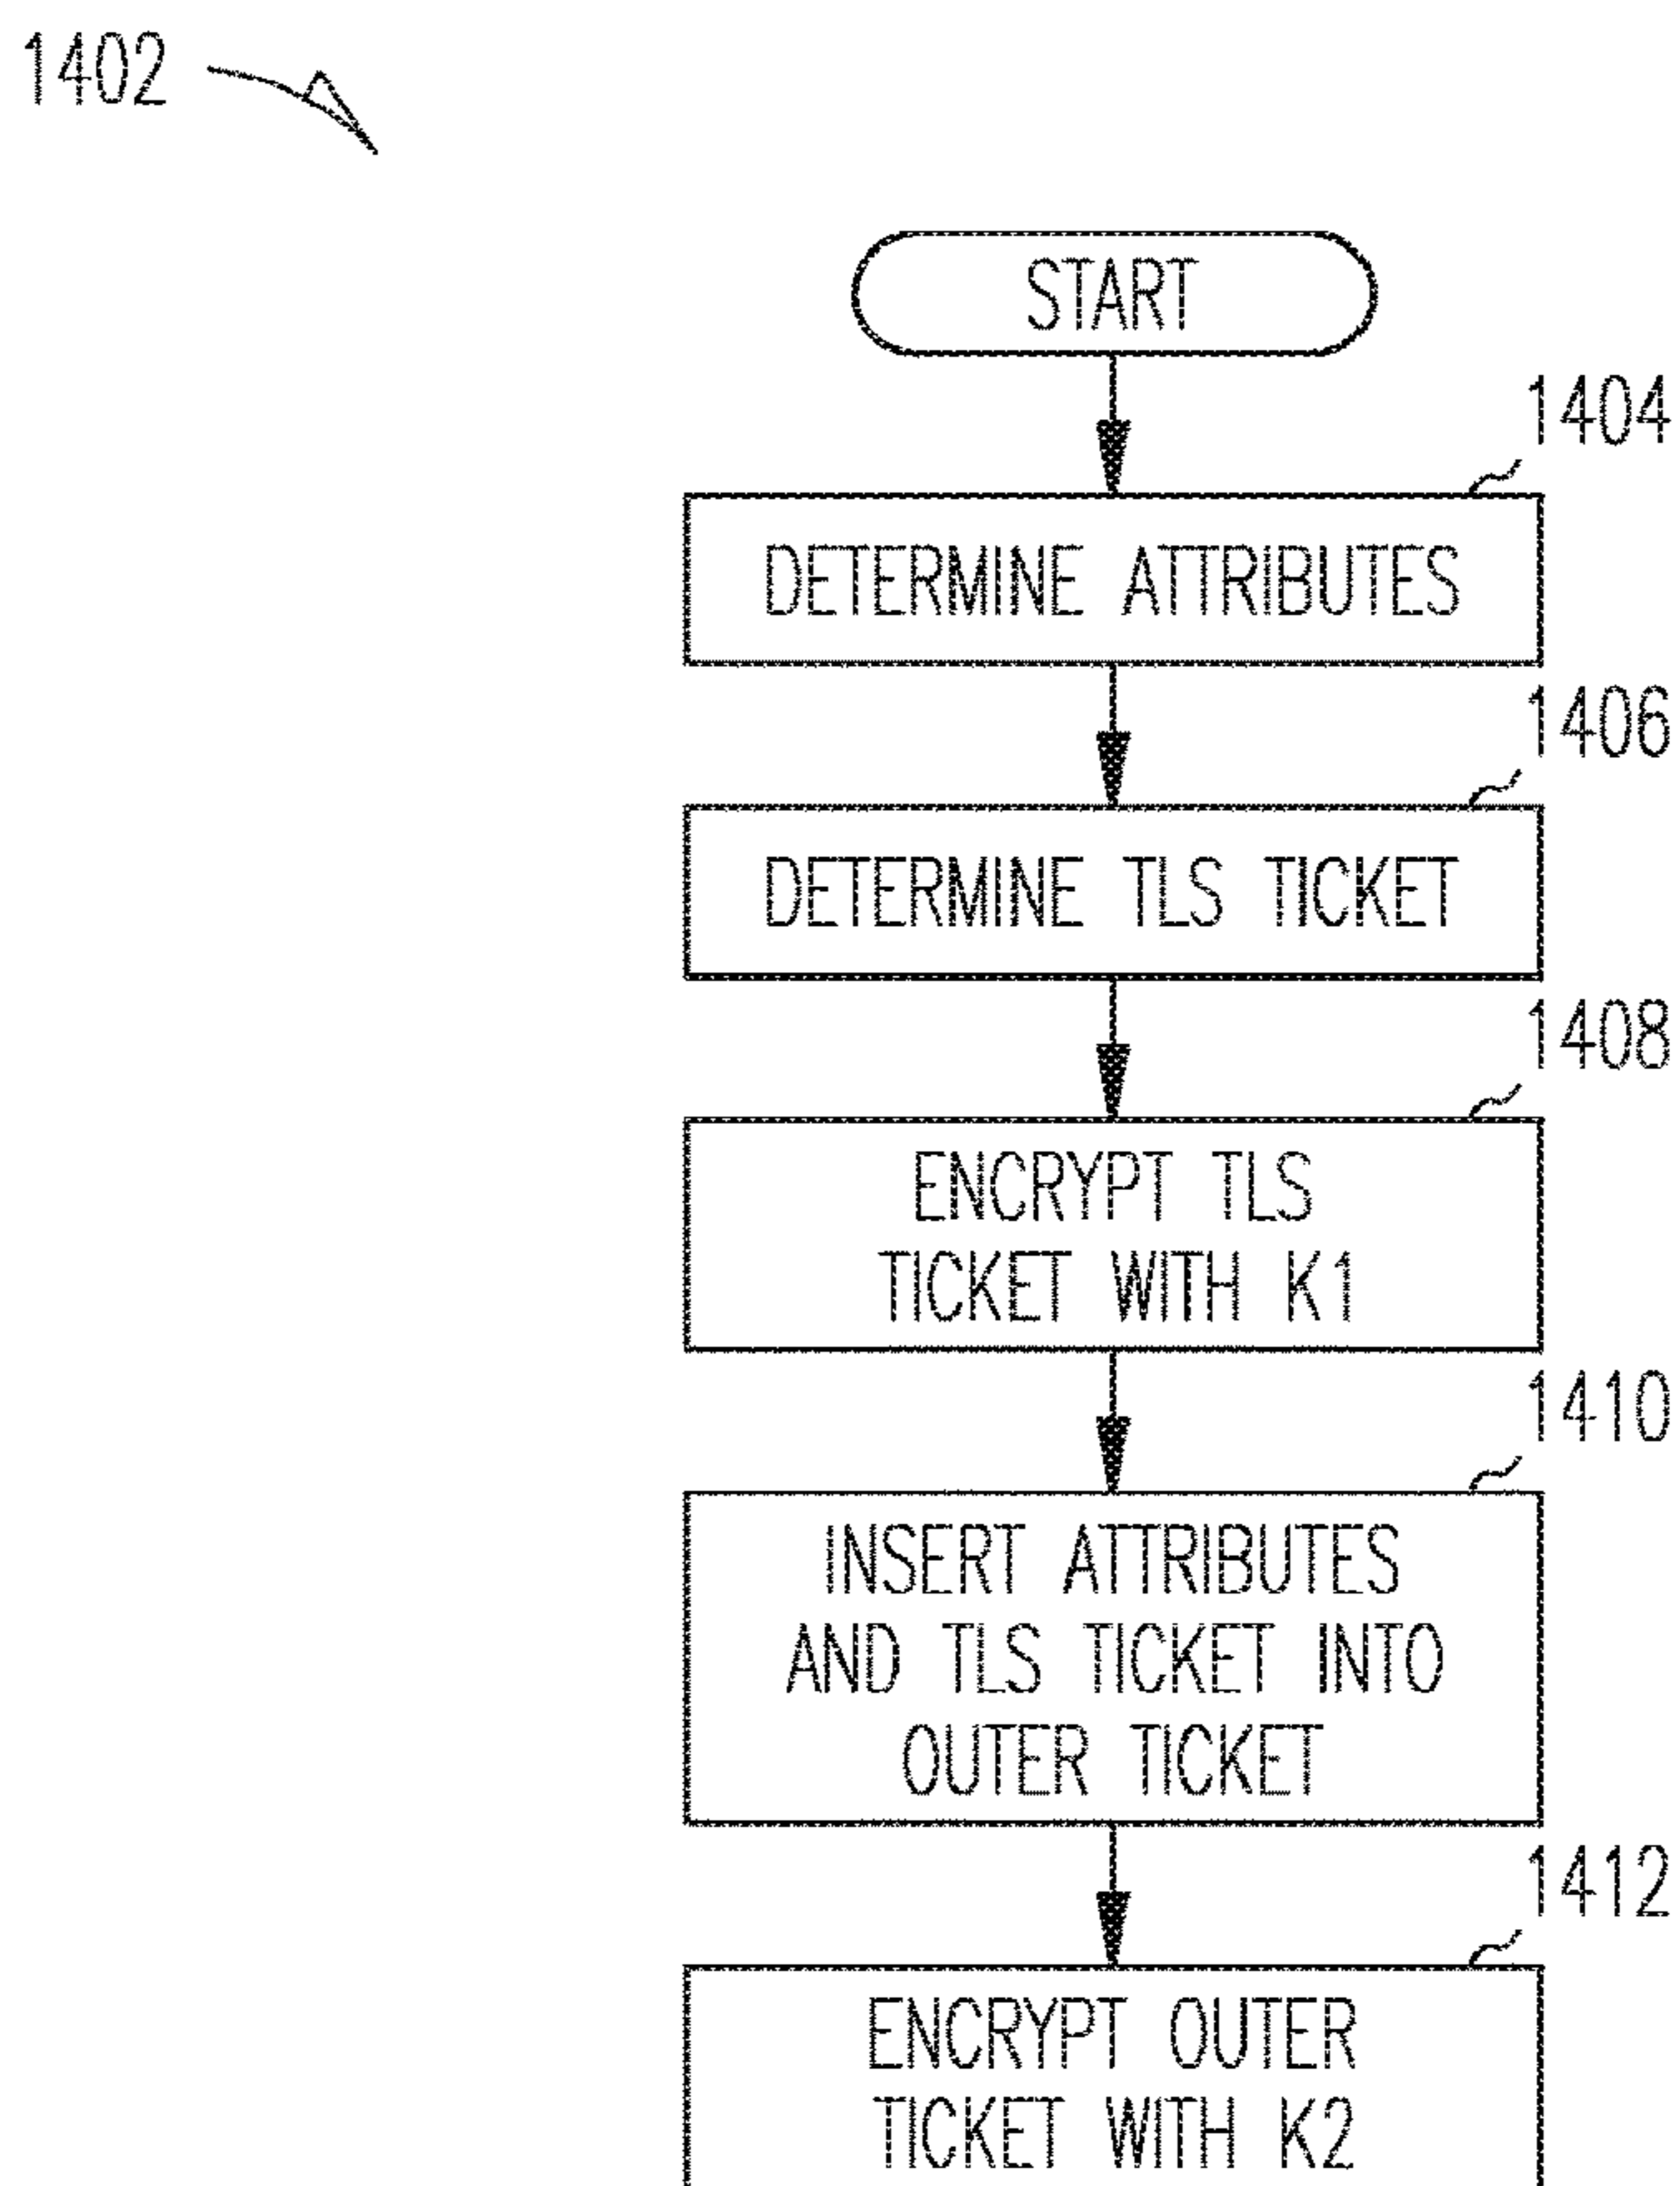 1402
START
1404
DETERMINE ATTRIBUTES
1406
DETERMINE TLS TICKET
1408
ENCRYPT TLS
TICKET WITH K1
1410
INSERT ATTRIBUTES
AND TLS TICKET INTO
OUTER TICKET
1412
ENCRYPT OUTER
TICKET WITH K2